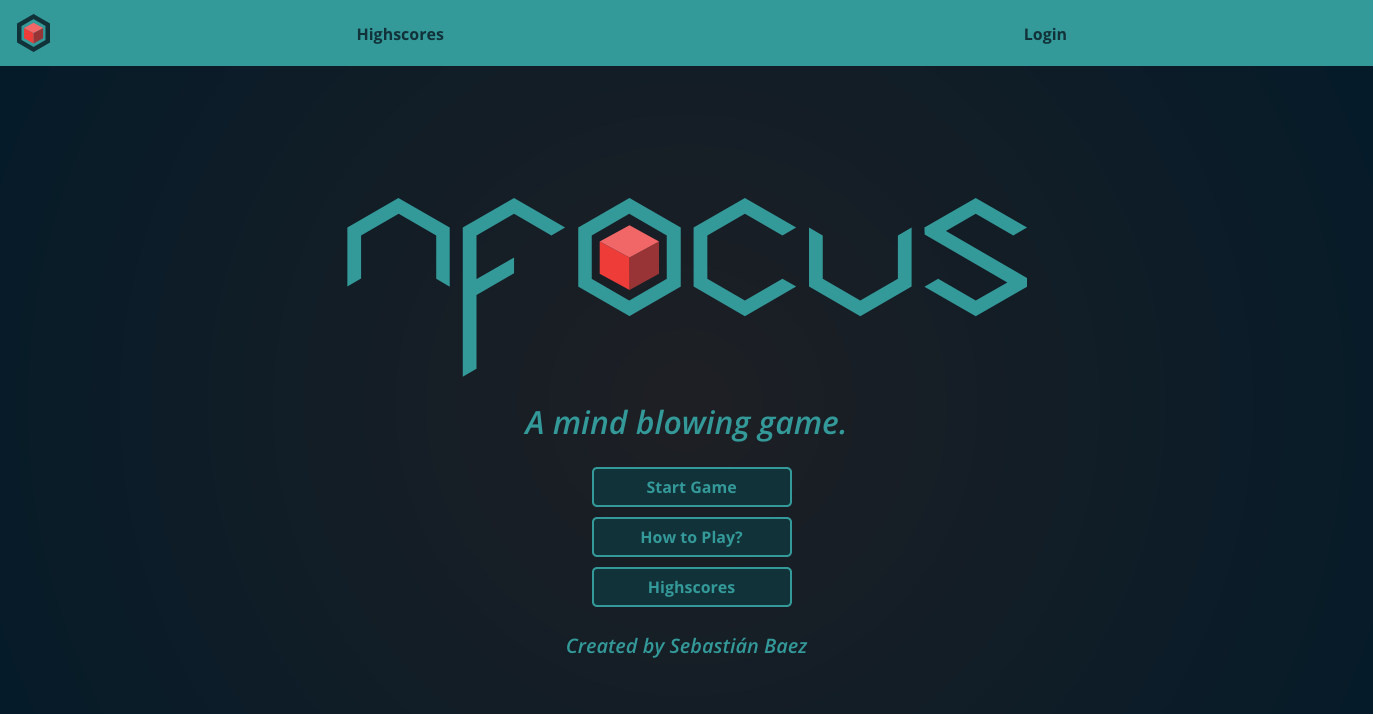 Highscores Login
nFOCUS
A mind blowing game.
Start Game
How to Play?
Highscores
Created by Sebastián Baez